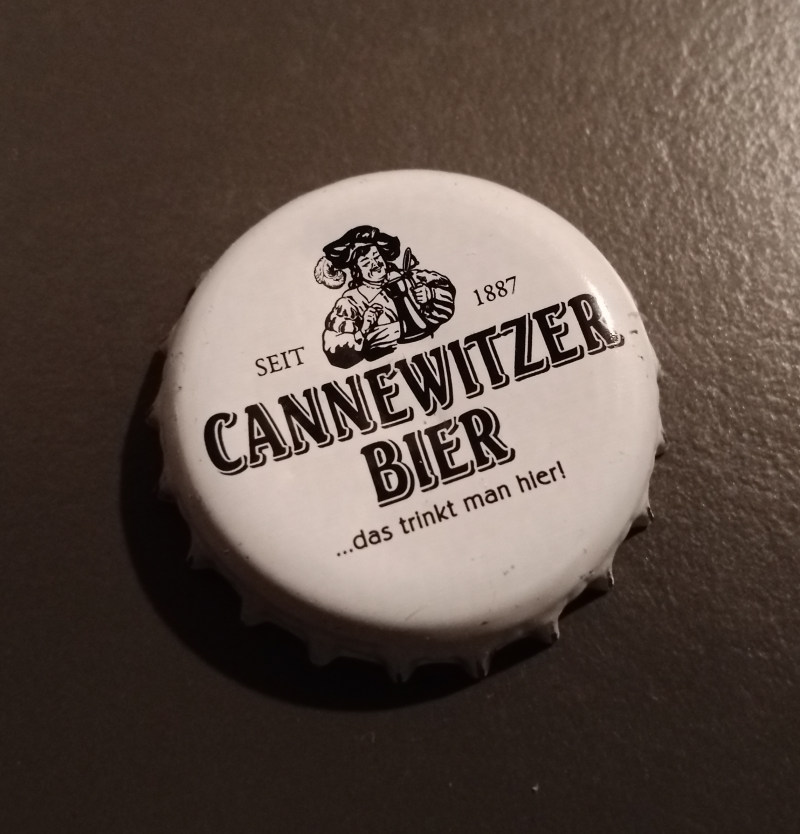 SEIT 1887
CANNEWITZER
BIER
...das trinkt man hier!